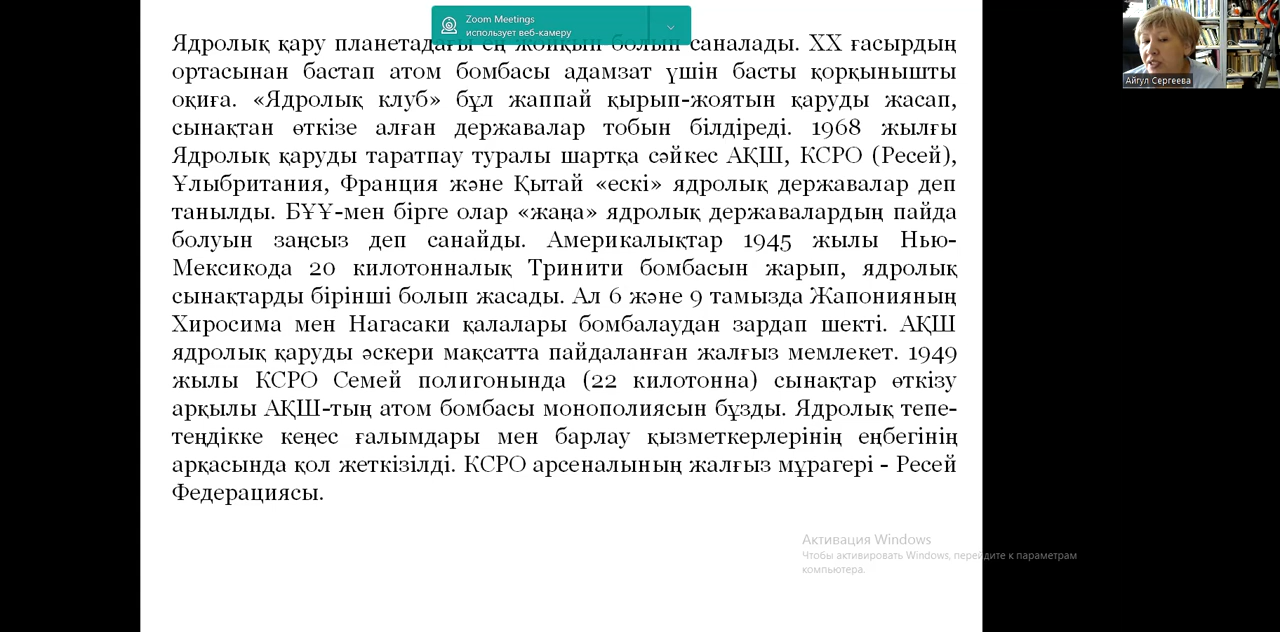 Zoom Meetings
использует веб-камеру
Айгул Сергеева
Ядролық қару планетадағы ең жойқын болып саналады. XX ғасырдың
ортасынан бастап атом бомбасы адамзат үшін басты қорқынышты
оқиға. «Ядролық клуб» бұл жаппай қырып-жоятын қаруды жасап,
сынақтан өткізе алған державалар тобын білдіреді. 1968 жылғы
Ядролық қаруды таратпау туралы шартқа сәйкес АҚШ, КСРО (Ресей),
Ұлыбритания, Франция және Қытай «ескі» ядролық державалар деп
танылды. БҰҰ-мен бірге олар «жаңа» ядролық державалардың пайда
болуын заңсыз деп санайды. Америкалықтар 1945 жылы Нью-
Мексикода 20 килотонналық Тринити бомбасын жарып, ядролық
сынақтарды бірінші болып жасады. Ал 6 және 9 тамызда Жапонияның
Хиросима мен Нагасаки қалалары бомбалаудан зардап шекті. АҚШ
ядролық қаруды әскери мақсатта пайдаланған жалғыз мемлекет. 1949
жылы КСРО Семей полигонында (22 килотонна) сынақтар өткізу
арқылы АҚШ-тың атом бомбасы монополиясын бұзды. Ядролық тепе-
теңдікке кеңес ғалымдары мен барлау қызметкерлерінің еңбегінің
арқасында қол жеткізілді. КСРО арсеналының жалғыз мұрагері - Ресей
Федерациясы.
Активация Windows
Чтобы активировать Windows, перейдите к параметрам
компьютера.